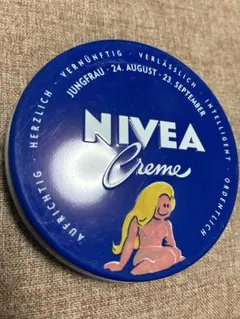 AUFRICHTIG · HERZLICH · VERNÜNFTIG · VERLÄSSLICH · INTELLIGENT · ORDENTLICH
JUNGFRAU · 24. AUGUST - 23. SEPTEMBER
NIVEA
Creme